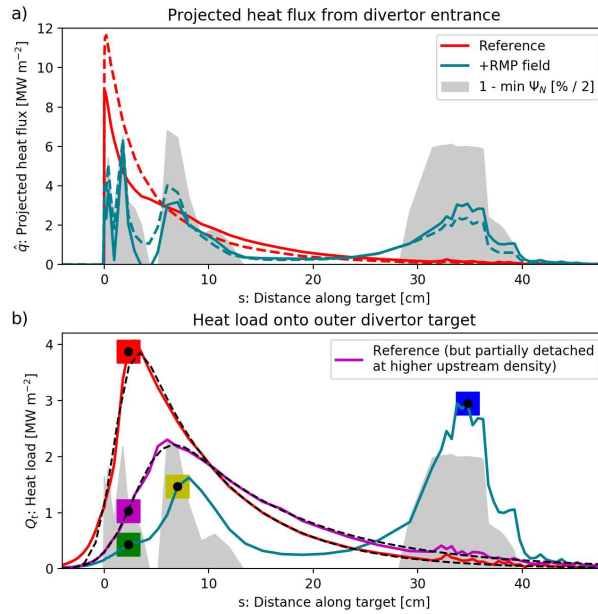 a)
Projected heat flux from divertor entrance
q̂: Projected heat flux [MW m⁻²]
12
10
8
6
4
2
0
Reference
+RMP field
1 - min Ψ_N [% / 2]
0
10
20
30
40
s: Distance along target [cm]
b)
Heat load onto outer divertor target
Q_t: Heat load [MW m⁻²]
4
3
2
1
0
Reference (but partially detached
at higher upstream density)
0
10
20
30
40
s: Distance along target [cm]